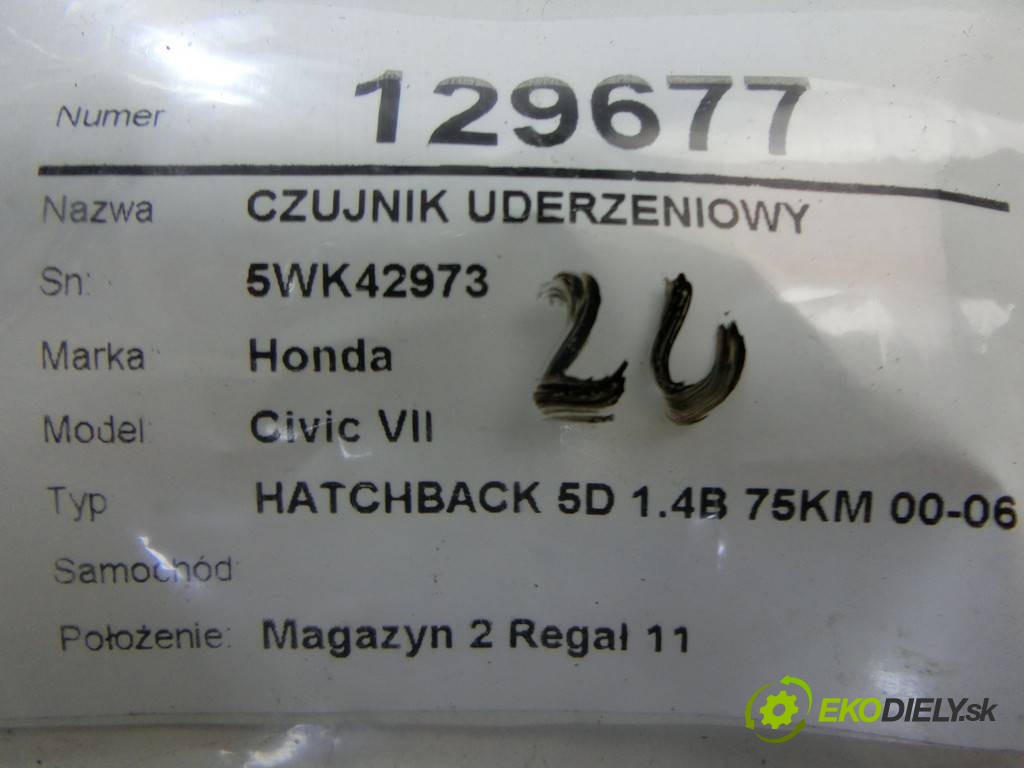 Numer 129677
Nazwa CZUJNIK UDERZENIOWY
Sn: 5WK42973
Marka Honda
Model: Civic VII
Typ HATCHBACK 5D 1.4B 75KM 00-06
Samochód:
Położenie: Magazyn 2 Regał 11
EKODIELY.sk